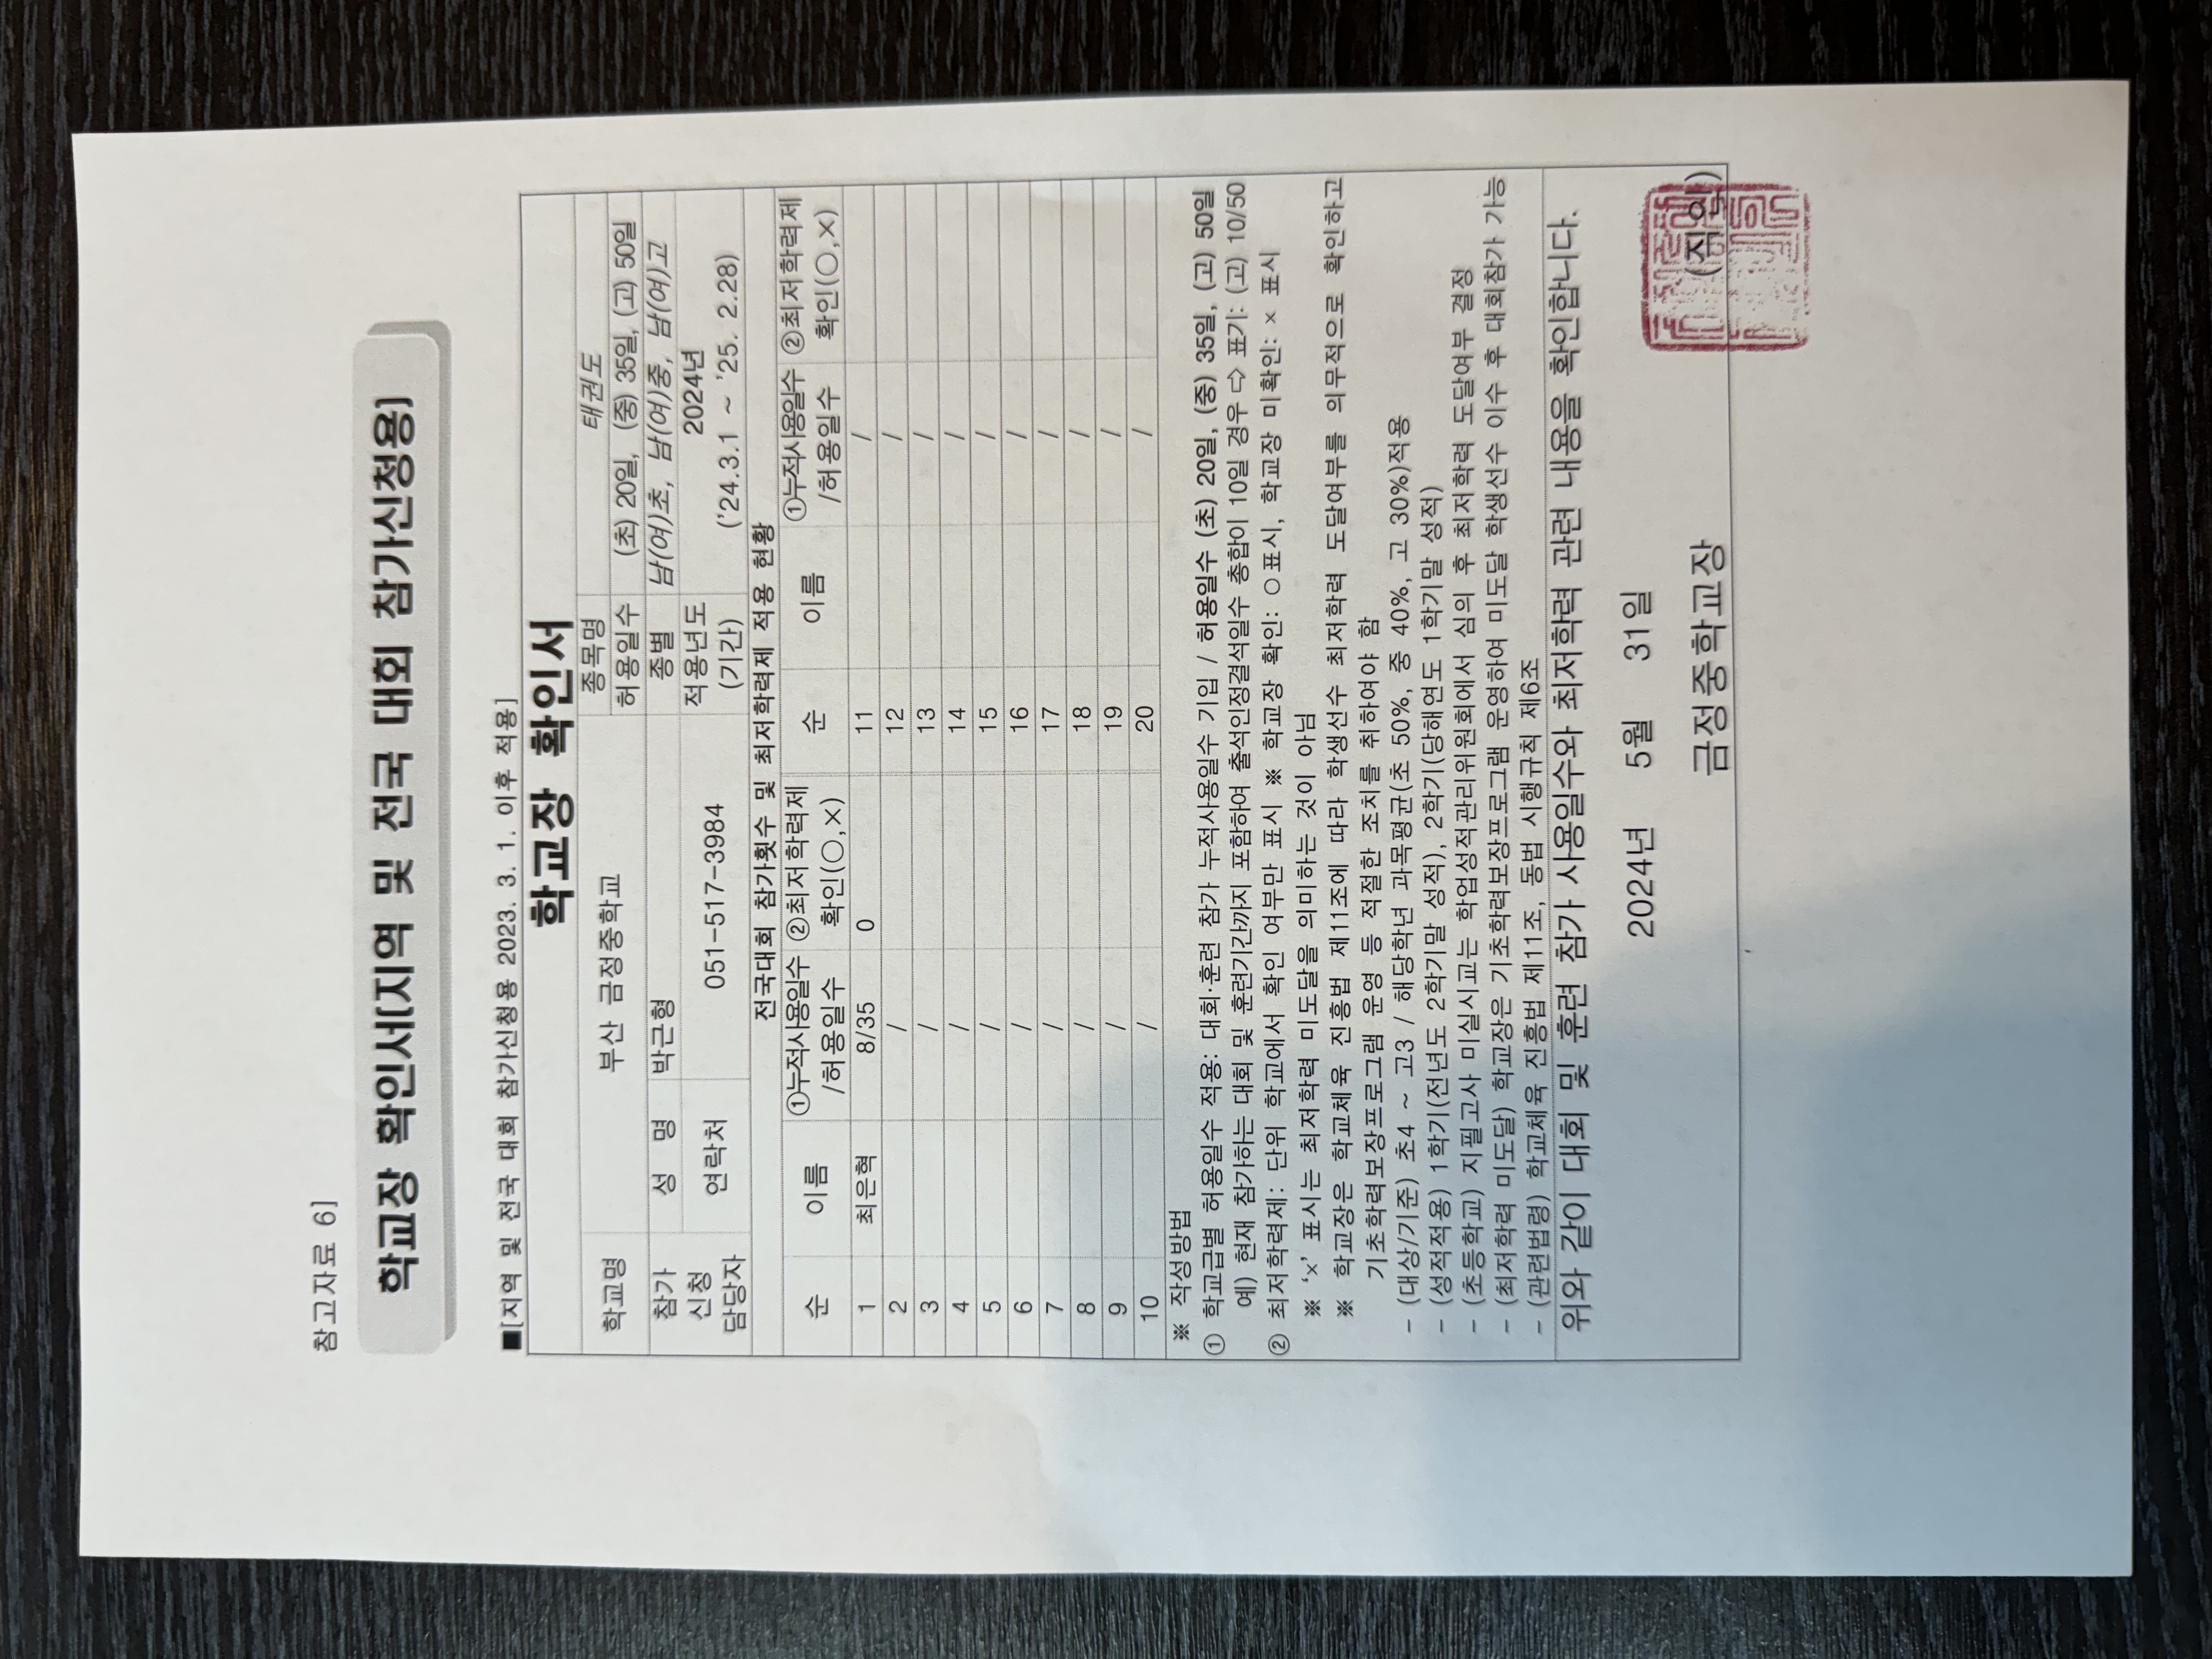 참고자료 6]
학교장 확인서(지역 및 전국 대회 참가신청용)
■[지역 및 전국 대회 참가신청용 2023. 3. 1. 이후 적용]
학교장 확인서
학교명 부산 금정중학교 종목명 태권도
허용일수 (초) 20일, (중) 35일, (고) 50일
참가 신청 담당자 성 명 박근형 종별 남(여)초, 남(여)중, 남(여)고
연락처 051-517-3984 적용년도 (기간) 2024년
('24.3.1 ~ '25. 2.28)
전국대회 참가횟수 및 최저학력제 적용 현황
순 이름 ①누적사용일수 /허용일수 ②최저학력제 확인(○,×) 순 이름 ①누적사용일수 /허용일수 ②최저학력제 확인(○,×)
1 최은혁 8/35 0 11 /
2 / 12 /
3 / 13 /
4 / 14 /
5 / 15 /
6 / 16 /
7 / 17 /
8 / 18 /
9 / 19 /
10 / 20 /
※ 작성방법
① 학교급별 허용일수 적용: 대회·훈련 참가 누적사용일수 기입 / 허용일수 (초) 20일, (중) 35일, (고) 50일
예) 현재 참가하는 대회 및 훈련기간까지 포함하여 출석인정결석일수 총합이 10일 경우 ⇨ 표기: (고) 10/50
② 최저학력제: 단위 학교에서 확인 여부만 표시 ※ 학교장 확인: ○표시, 학교장 미확인: × 표시
※ '×' 표시는 최저학력 미도달을 의미하는 것이 아님
※ 학교장은 학교체육 진흥법 제11조에 따라 학생선수 최저학력 도달여부를 의무적으로 확인하고
기초학력보장프로그램 운영 등 적절한 조치를 취하여야 함
- (대상/기준) 초4 ~ 고3 / 해당학년 과목평균(초 50%, 중 40%, 고 30%)적용
- (성적적용) 1학기(전년도 2학기말 성적), 2학기(당해연도 1학기말 성적)
- (초등학교) 지필고사 미실시교는 학업성적관리위원회에서 심의 후 최저학력 도달여부 결정
- (최저학력 미도달) 학교장은 기초학력보장프로그램 운영하여 미도달 학생선수 이수 후 대회참가 가능
- (관련법령) 학교체육 진흥법 제11조, 동법 시행규칙 제6조
위와 같이 대회 및 훈련 참가 사용일수와 최저학력 관련 내용을 확인합니다.
2024년 5월 31일
금정중학교장 (직인)